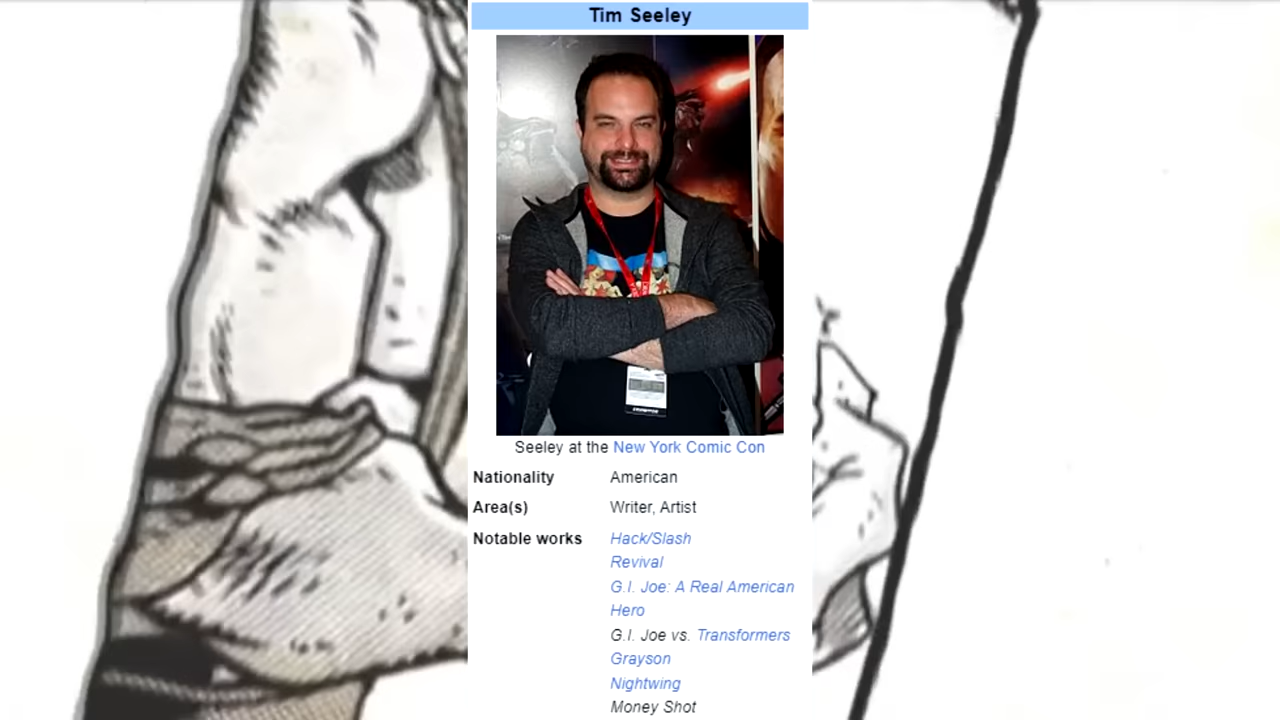 Tim Seeley
Seeley at the New York Comic Con
Nationality American
Area(s) Writer, Artist
Notable works Hack/Slash
Revival
G.I. Joe: A Real American
Hero
G.I. Joe vs. Transformers
Grayson
Nightwing
Money Shot